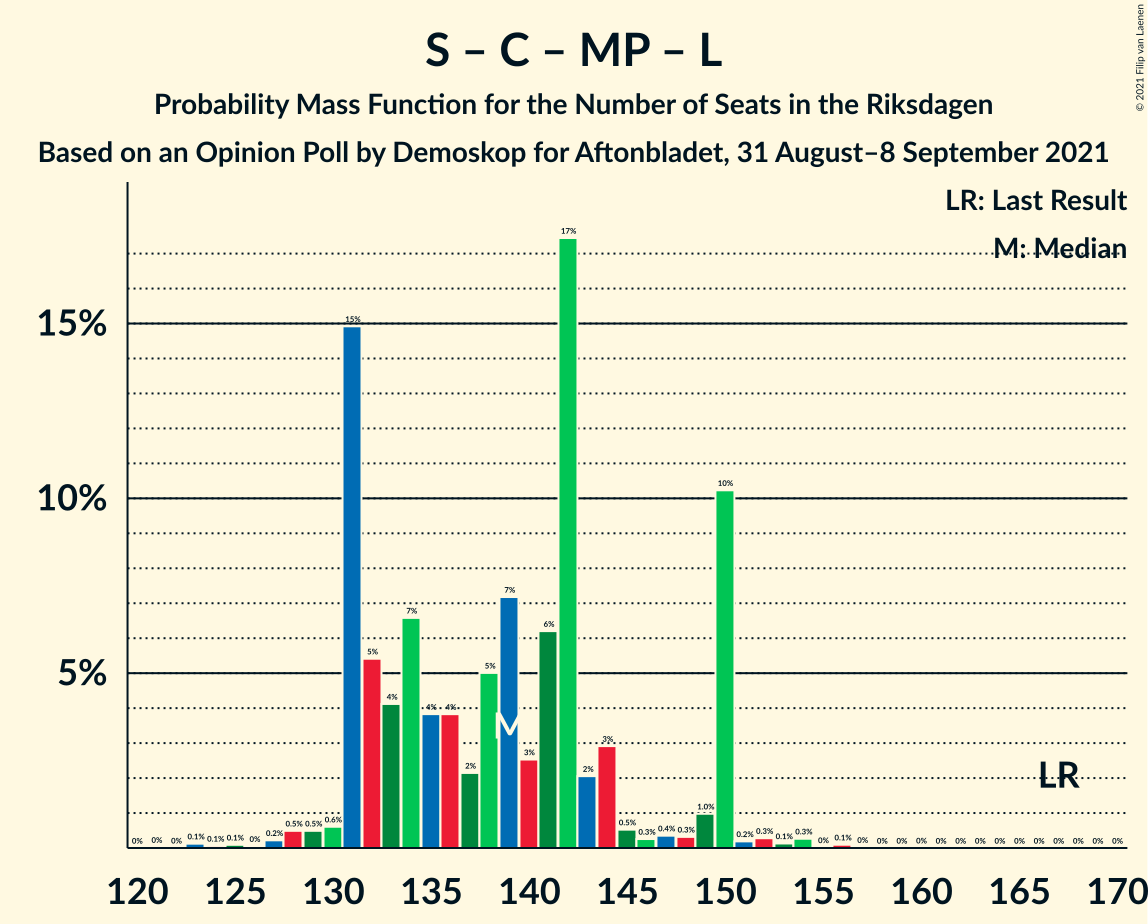 S – C – MP – L
Probability Mass Function for the Number of Seats in the Riksdagen
Based on an Opinion Poll by Demoskop for Aftonbladet, 31 August–8 September 2021
© 2021 Filip van Laenen
LR: Last Result
M: Median
15%
10%
5%
0% 0% 0% 0.1% 0.1% 0.1% 0% 0.2% 0.5% 0.5% 0.6% 15% 5% 4% 7% 4% 4% 2% 5% 7% 3% 6% 17% 2% 3% 0.5% 0.3% 0.4% 0.3% 1.0% 10% 0.2% 0.3% 0.1% 0.3% 0% 0.1% 0% 0% 0% 0% 0% 0% 0% 0% 0% 0% 0% 0% 0% 0%
M
LR
120 125 130 135 140 145 150 155 160 165 170